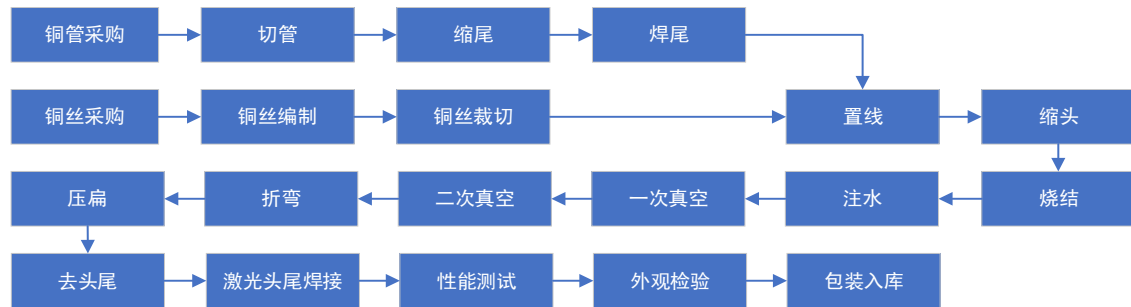 铜管采购 切管 缩尾 焊尾
铜丝采购 铜丝编制 铜丝裁切 置线 缩头
压扁 折弯 二次真空 一次真空 注水 烧结
去头尾 激光头尾焊接 性能测试 外观检验 包装入库